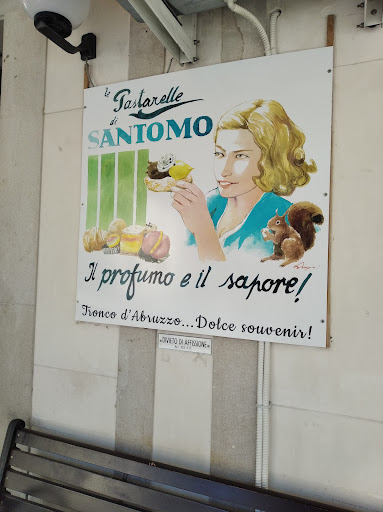 Le Pastarelle
di
SANTOMO
Il profumo e il sapore!
Tronco d'Abruzzo...Dolce souvenir!
DIVIETO DI AFFISSIONE